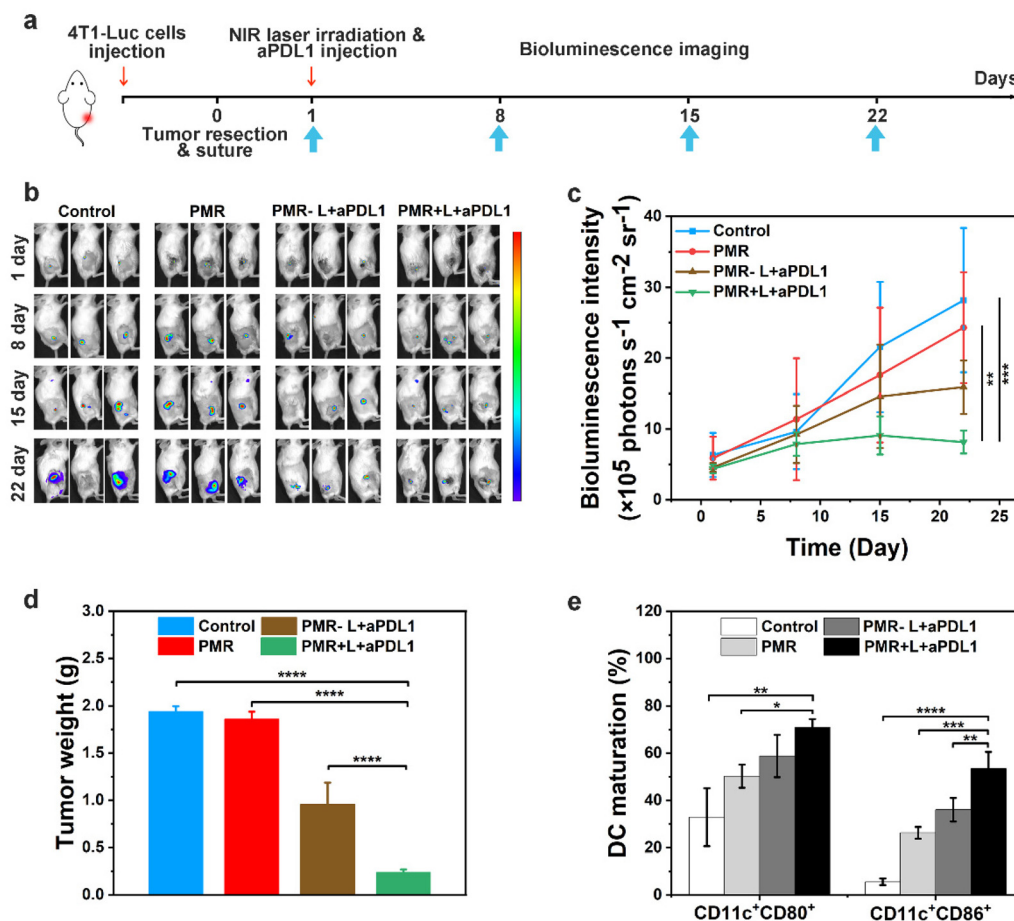 a
4T1-Luc cells
injection
NIR laser irradiation &
aPDL1 injection
Bioluminescence imaging
Days
0
1
8
15
22
Tumor resection
& suture
b
Control
PMR
PMR- L+aPDL1
PMR+L+aPDL1
1 day
8 day
15 day
22 day
c
Bioluminescence intensity
(×10⁵ photons s⁻¹ cm⁻² sr⁻¹)
40
30
20
10
0
Control
PMR
PMR- L+aPDL1
PMR+L+aPDL1
**
***
0
5
10
15
20
25
Time (Day)
d
Tumor weight (g)
3.0
2.5
2.0
1.5
1.0
0.5
0.0
Control
PMR- L+aPDL1
PMR
PMR+L+aPDL1
****
****
****
e
DC maturation (%)
120
100
80
60
40
20
0
Control
PMR- L+aPDL1
PMR
PMR+L+aPDL1
**
*
****
***
**
CD11c⁺CD80⁺
CD11c⁺CD86⁺